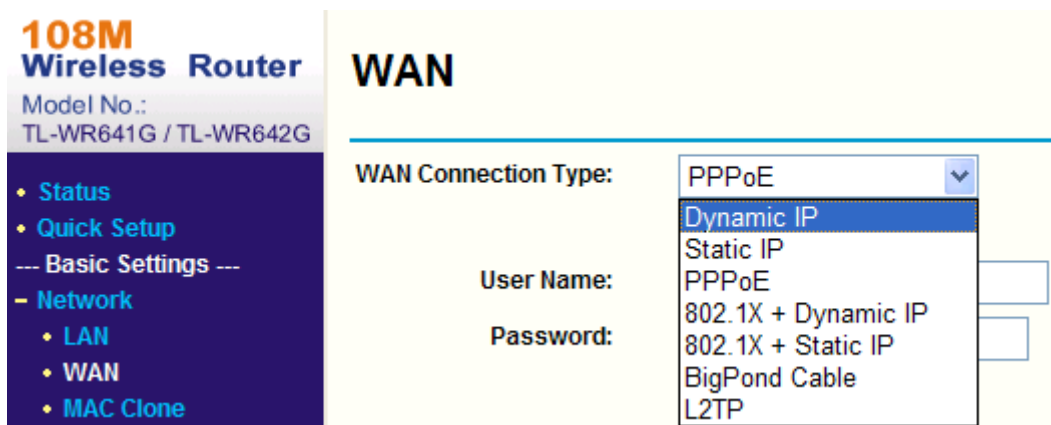 108M
Wireless Router
Model No.:
TL-WR641G / TL-WR642G
• Status
• Quick Setup
--- Basic Settings ---
– Network
• LAN
• WAN
• MAC Clone
WAN
WAN Connection Type: PPPoE
Dynamic IP
Static IP
PPPoE
802.1X + Dynamic IP
802.1X + Static IP
BigPond Cable
L2TP
User Name:
Password: